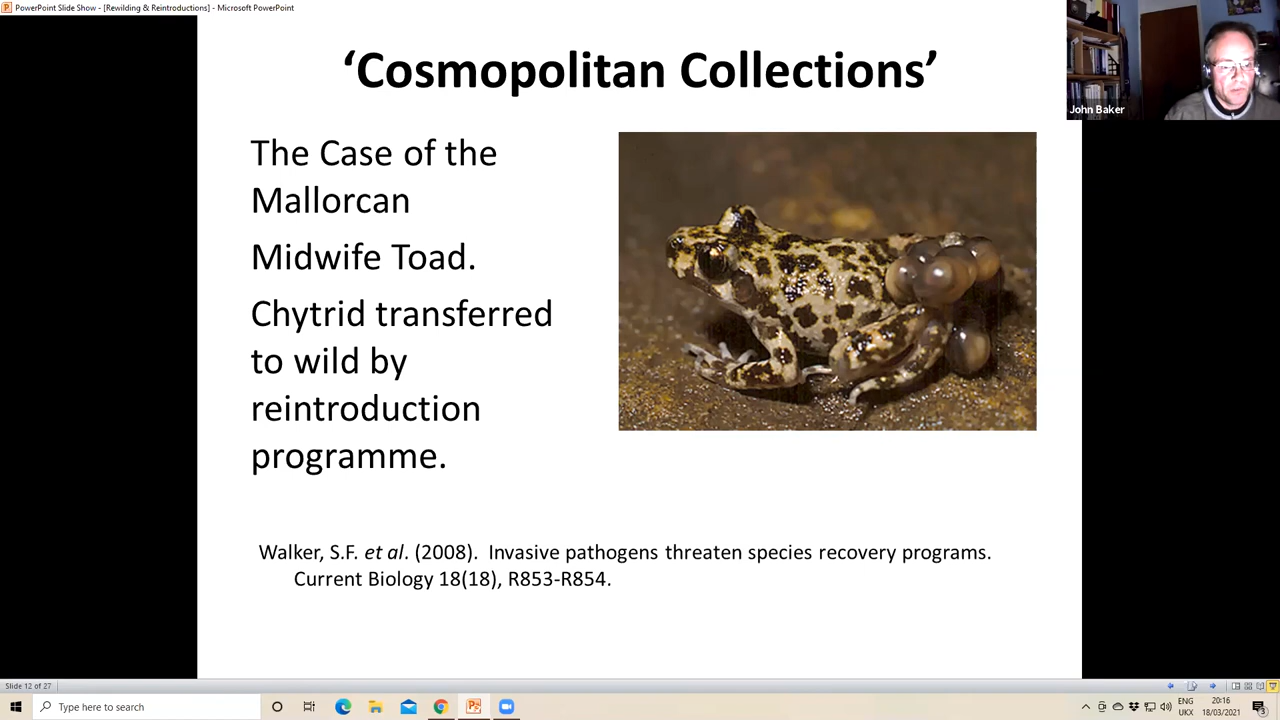 PowerPoint Slide Show - [Rewilding & Reintroductions] - Microsoft PowerPoint
‘Cosmopolitan Collections’
John Baker
The Case of the
Mallorcan
Midwife Toad.
Chytrid transferred
to wild by
reintroduction
programme.
Walker, S.F. et al. (2008).  Invasive pathogens threaten species recovery programs.
Current Biology 18(18), R853-R854.
Slide 12 of 27
Type here to search
ENG
UKX
20:16
18/03/2021
3